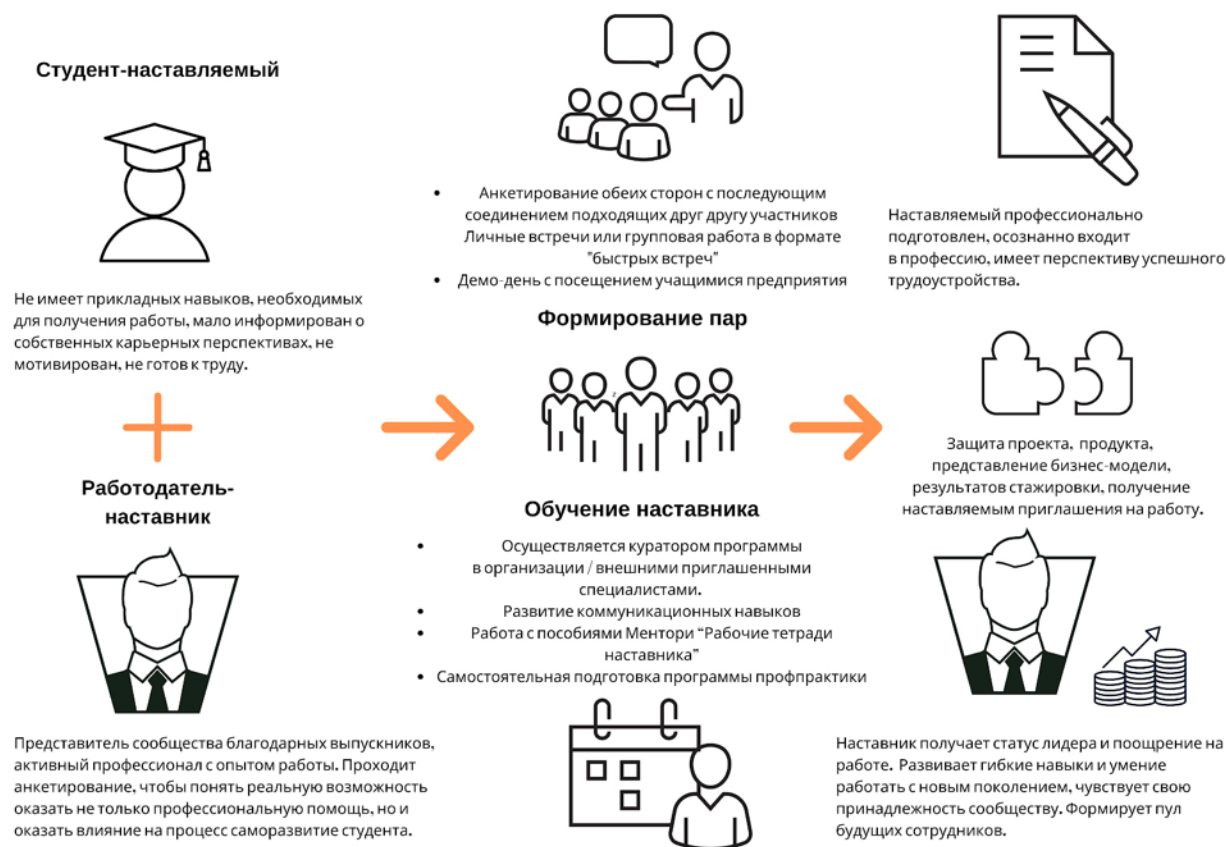 Студент-наставляемый
Не имеет прикладных навыков, необходимых
для получения работы, мало информирован о
собственных карьерных перспективах, не
мотивирован, не готов к труду.
Работодатель-
наставник
Представитель сообщества благодарных выпускников,
активный профессионал с опытом работы. Проходит
анкетирование, чтобы понять реальную возможность
оказать не только профессиональную помощь, но и
оказать влияние на процесс саморазвитие студента.
• Анкетирование обеих сторон с последующим
соединением подходящих друг другу участников
Личные встречи или групповая работа в формате
"быстрых встреч"
• Демо-день с посещением учащимися предприятия
Формирование пар
z
Обучение наставника
• Осуществляется куратором программы
в организации / внешними приглашенными
специалистами.
• Развитие коммуникационных навыков
• Работа с пособиями Ментори “Рабочие тетради
наставника”
• Самостоятельная подготовка программы профпрактики
Наставляемый профессионально
подготовлен, осознанно входит
в профессию, имеет перспективу успешного
трудоустройства.
Защита проекта, продукта,
представление бизнес-модели,
результатов стажировки, получение
наставляемым приглашения на работу.
Наставник получает статус лидера и поощрение на
работе. Развивает гибкие навыки и умение
работать с новым поколением, чувствует свою
принадлежность сообществу. Формирует пул
будущих сотрудников.